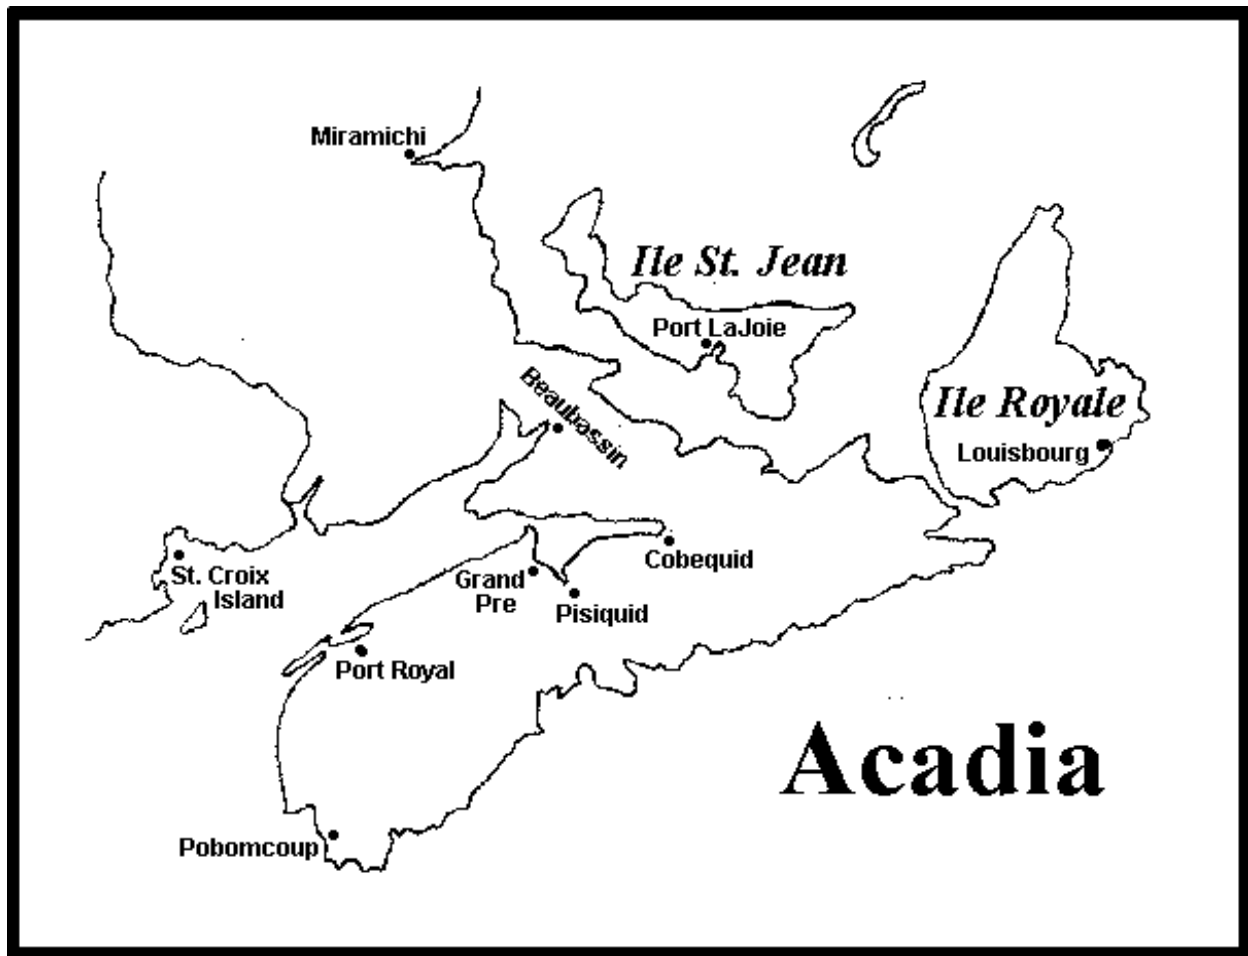 Miramichi
Ile St. Jean
Port LaJoie
Beaubassin
Ile Royale
Louisbourg
Cobequid
St. Croix
Island
Grand
Pre
Pisiquid
Port Royal
Acadia
Pobomcoup